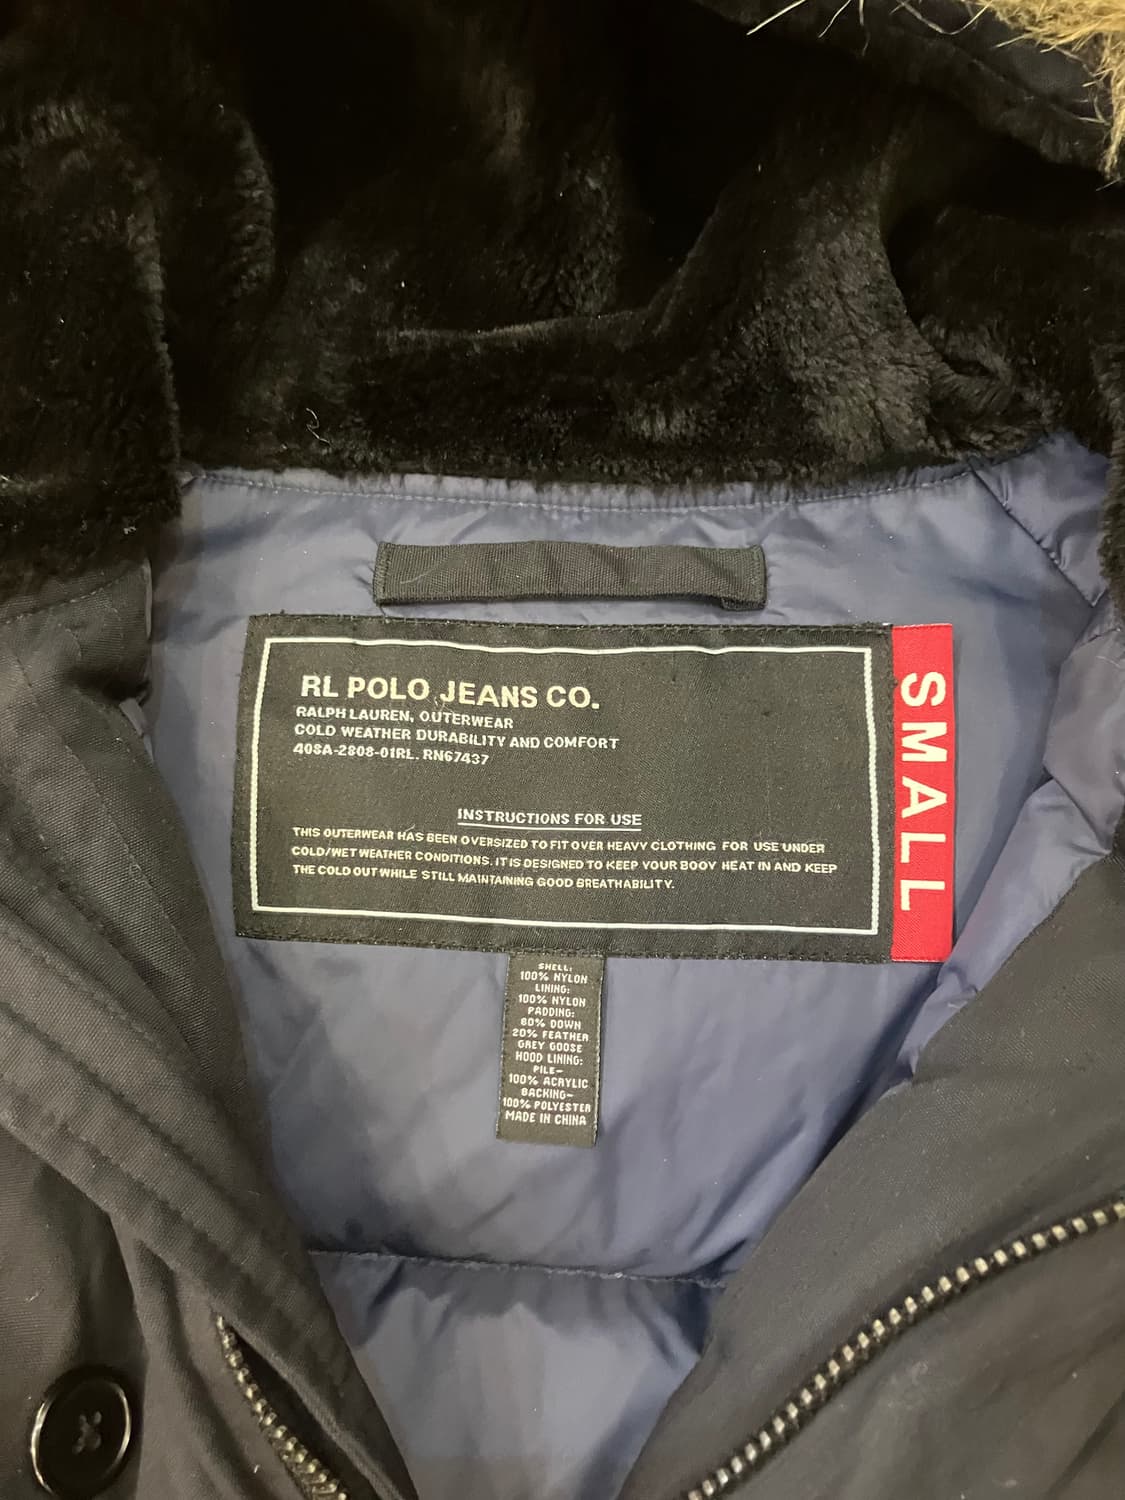 RL POLO JEANS CO.
RALPH LAUREN, OUTERWEAR
COLD WEATHER DURABILITY AND COMFORT
40SA-2808-01RL. RN67437
INSTRUCTIONS FOR USE
THIS OUTERWEAR HAS BEEN OVERSIZED TO FIT OVER HEAVY CLOTHING FOR USE UNDER
COLD/WET WEATHER CONDITIONS. IT IS DESIGNED TO KEEP YOUR BODY HEAT IN AND KEEP
THE COLD OUT WHILE STILL MAINTAINING GOOD BREATHABILITY.
SMALL
SHELL:
100% NYLON
LINING:
100% NYLON
PADDING:
80% DOWN
20% FEATHER
GREY GOOSE
HOOD LINING:
PILE-
100% ACRYLIC
BACKING-
100% POLYESTER
MADE IN CHINA